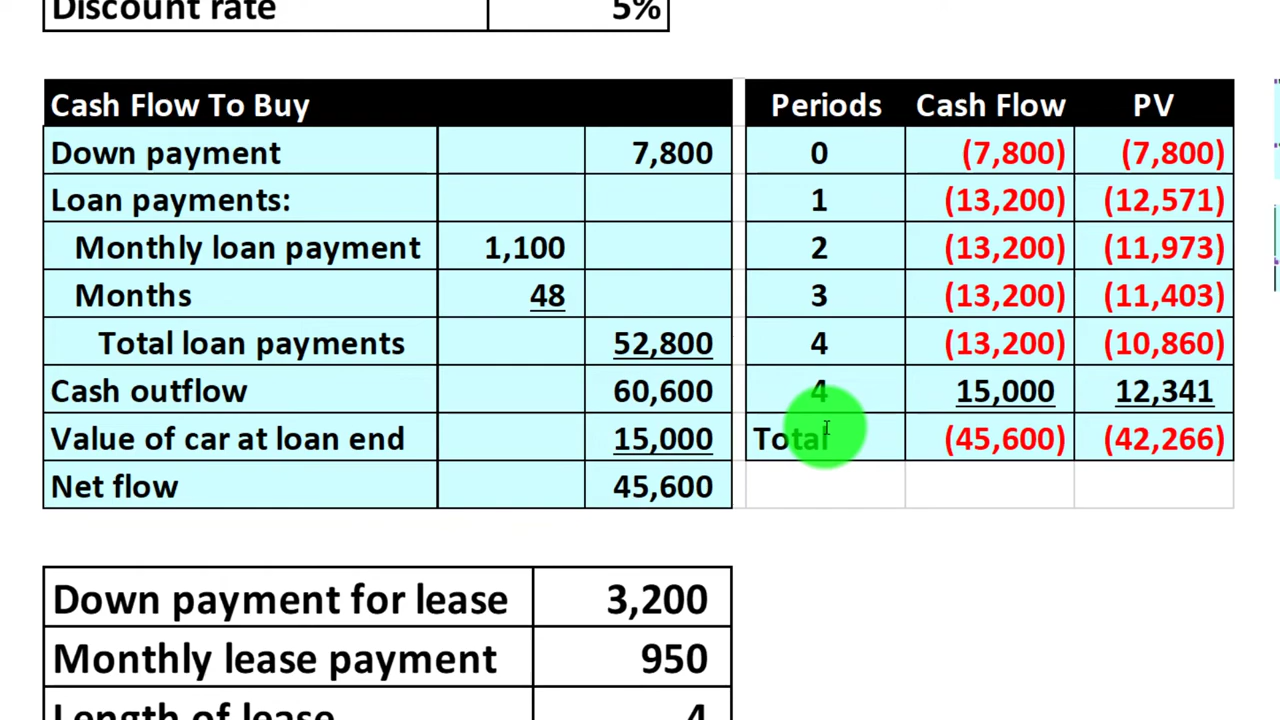 Discount rate 5%
Cash Flow To Buy
Down payment 7,800
Loan payments:
Monthly loan payment 1,100
Months 48
Total loan payments 52,800
Cash outflow 60,600
Value of car at loan end 15,000
Net flow 45,600
Periods Cash Flow PV
0 (7,800) (7,800)
1 (13,200) (12,571)
2 (13,200) (11,973)
3 (13,200) (11,403)
4 (13,200) (10,860)
4 15,000 12,341
Total (45,600) (42,266)
Down payment for lease 3,200
Monthly lease payment 950
Length of lease 4